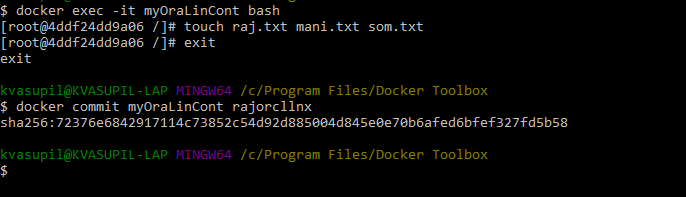 $ docker exec -it myOraLinCont bash
[root@4ddf24dd9a06 /]# touch raj.txt mani.txt som.txt
[root@4ddf24dd9a06 /]# exit
exit
kvasupil@KVASUPIL-LAP MINGW64 /c/Program Files/Docker Toolbox
$ docker commit myOraLinCont rajorcllnx
sha256:72376e6842917114c73852c54d92d885004d845e0e70b6afed6bfef327fd5b58
kvasupil@KVASUPIL-LAP MINGW64 /c/Program Files/Docker Toolbox
$